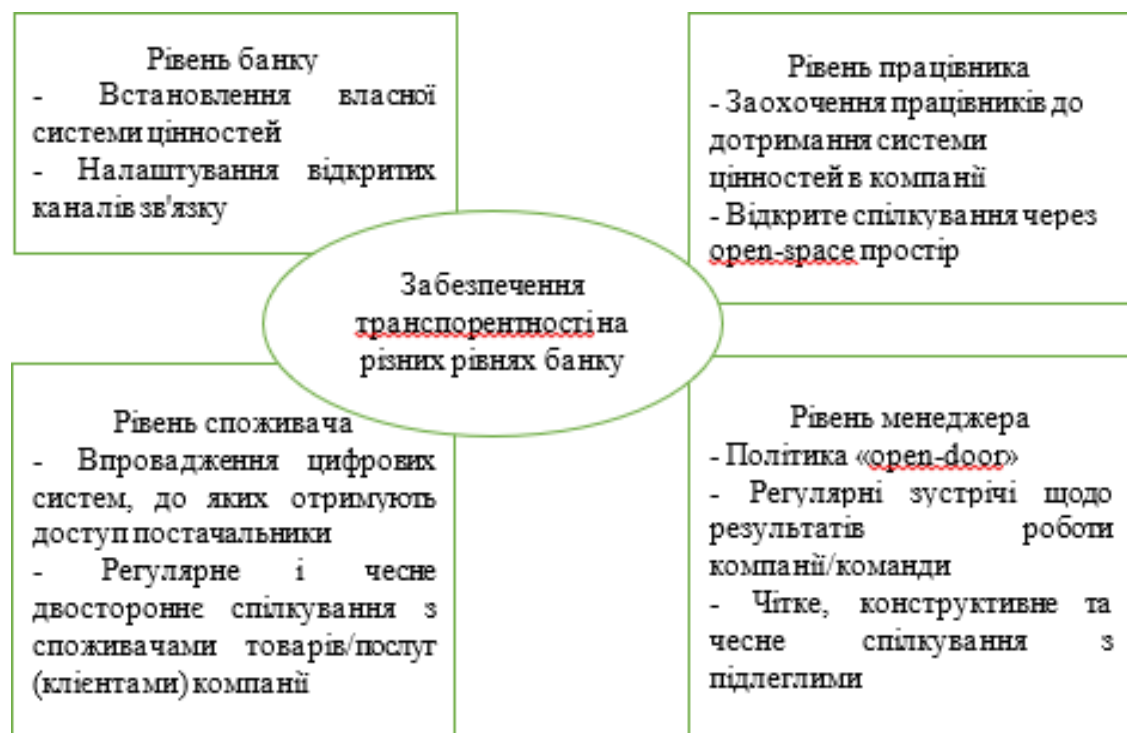 Рівень банку
- Встановлення власної
системи цінностей
- Налаштування відкритих
каналів зв'язку
Рівень працівника
- Заохочення працівників до
дотримання системи
цінностей в компанії
- Відкрите спілкування через
open-space простір
Забезпечення
транспорентності на
різних рівнях банку
Рівень споживача
- Впровадження цифрових
систем, до яких отримують
доступ постачальники
- Регулярне і чесне
двостороннє спілкування з
споживачами товарів/послуг
(клієнтами) компанії
Рівень менеджера
- Політика «open-door»
- Регулярні зустрічі щодо
результатів роботи
компанії/команди
- Чітке, конструктивне та
чесне спілкування з
підлеглими